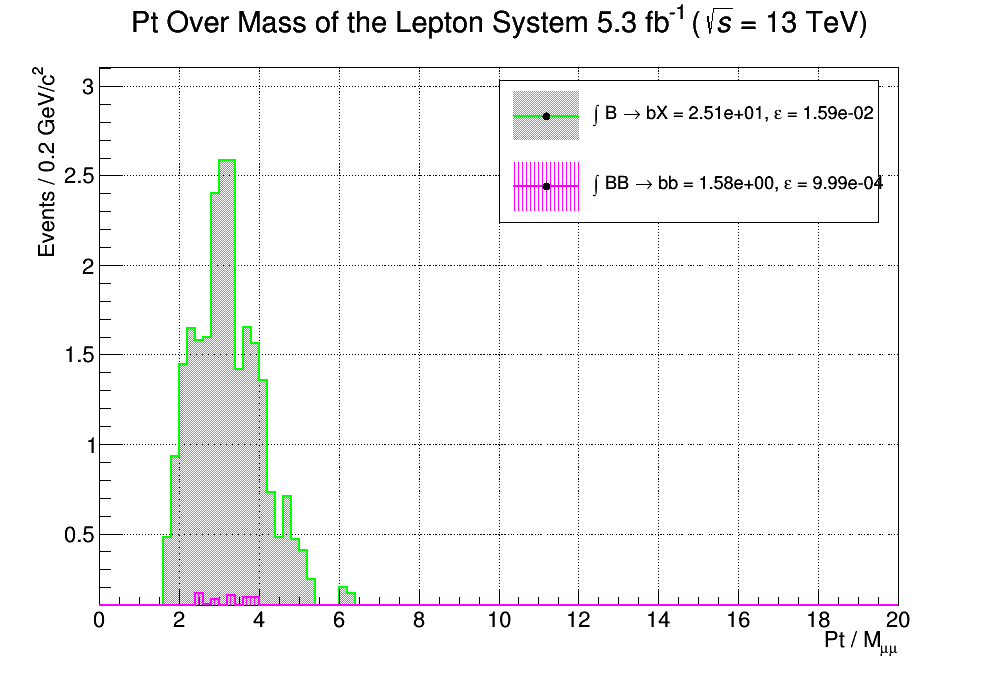 Pt Over Mass of the Lepton System 5.3 fb⁻¹ (√s = 13 TeV)
Events / 0.2 GeV/c²
3
2.5
2
1.5
1
0.5
∫ B → bX = 2.51e+01, ε = 1.59e-02
∫ BB → bb = 1.58e+00, ε = 9.99e-04
0 2 4 6 8 10 12 14 16 18 20
Pt / Mμμ